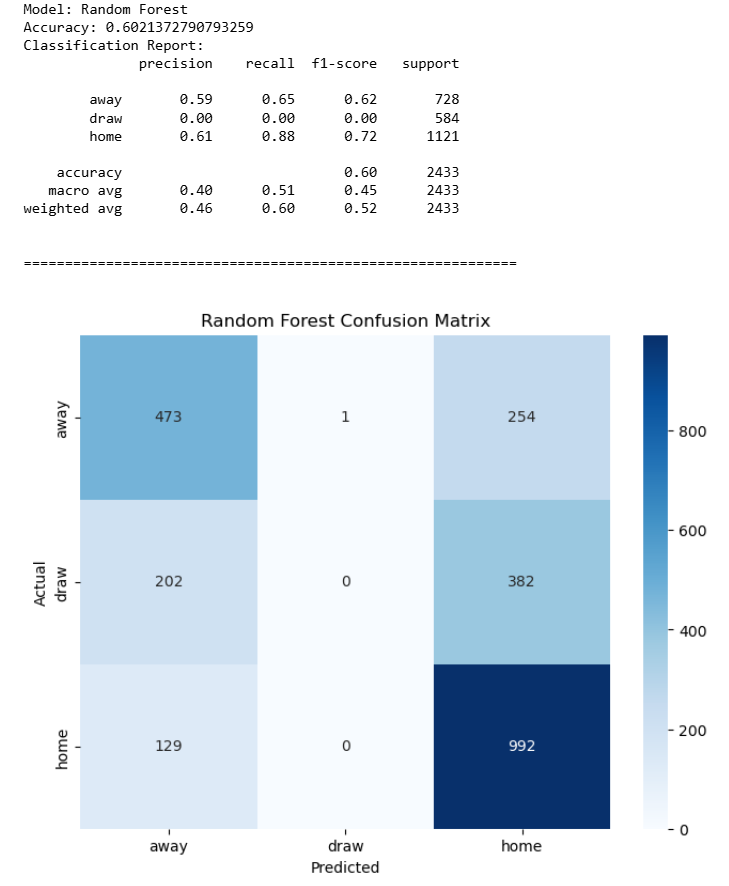 Model: Random Forest
Accuracy: 0.6021372790793259
Classification Report:
precision recall f1-score support
away 0.59 0.65 0.62 728
draw 0.00 0.00 0.00 584
home 0.61 0.88 0.72 1121
accuracy 0.60 2433
macro avg 0.40 0.51 0.45 2433
weighted avg 0.46 0.60 0.52 2433
============================================================
Random Forest Confusion Matrix
away 473 1 254
800
600
Actual
draw 202 0 382
400
200
home 129 0 992
0
away draw home
Predicted